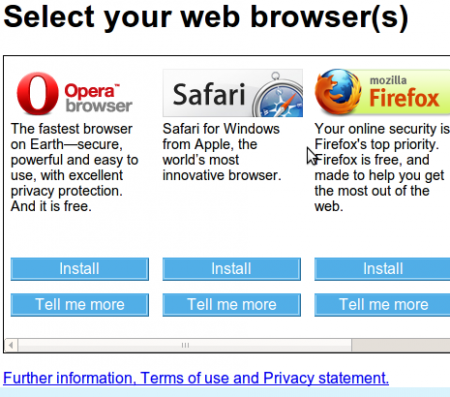 Select your web browser(s)
Opera™
browser
The fastest browser
on Earth—secure,
powerful and easy to
use, with excellent
privacy protection.
And it is free.
Install
Tell me more
Safari
Safari for Windows
from Apple, the
world's most
innovative browser.
Install
Tell me more
mozilla
Firefox
Your online security is
Firefox's top priority.
Firefox is free, and
made to help you get
the most out of the
web.
Install
Tell me more
Further information, Terms of use and Privacy statement.